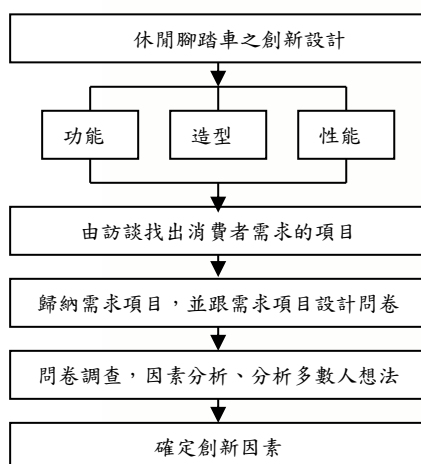 休閒腳踏車之創新設計
功能 造型 性能
由訪談找出消費者需求的項目
歸納需求項目，並跟需求項目設計問卷
問卷調查，因素分析、分析多數人想法
確定創新因素